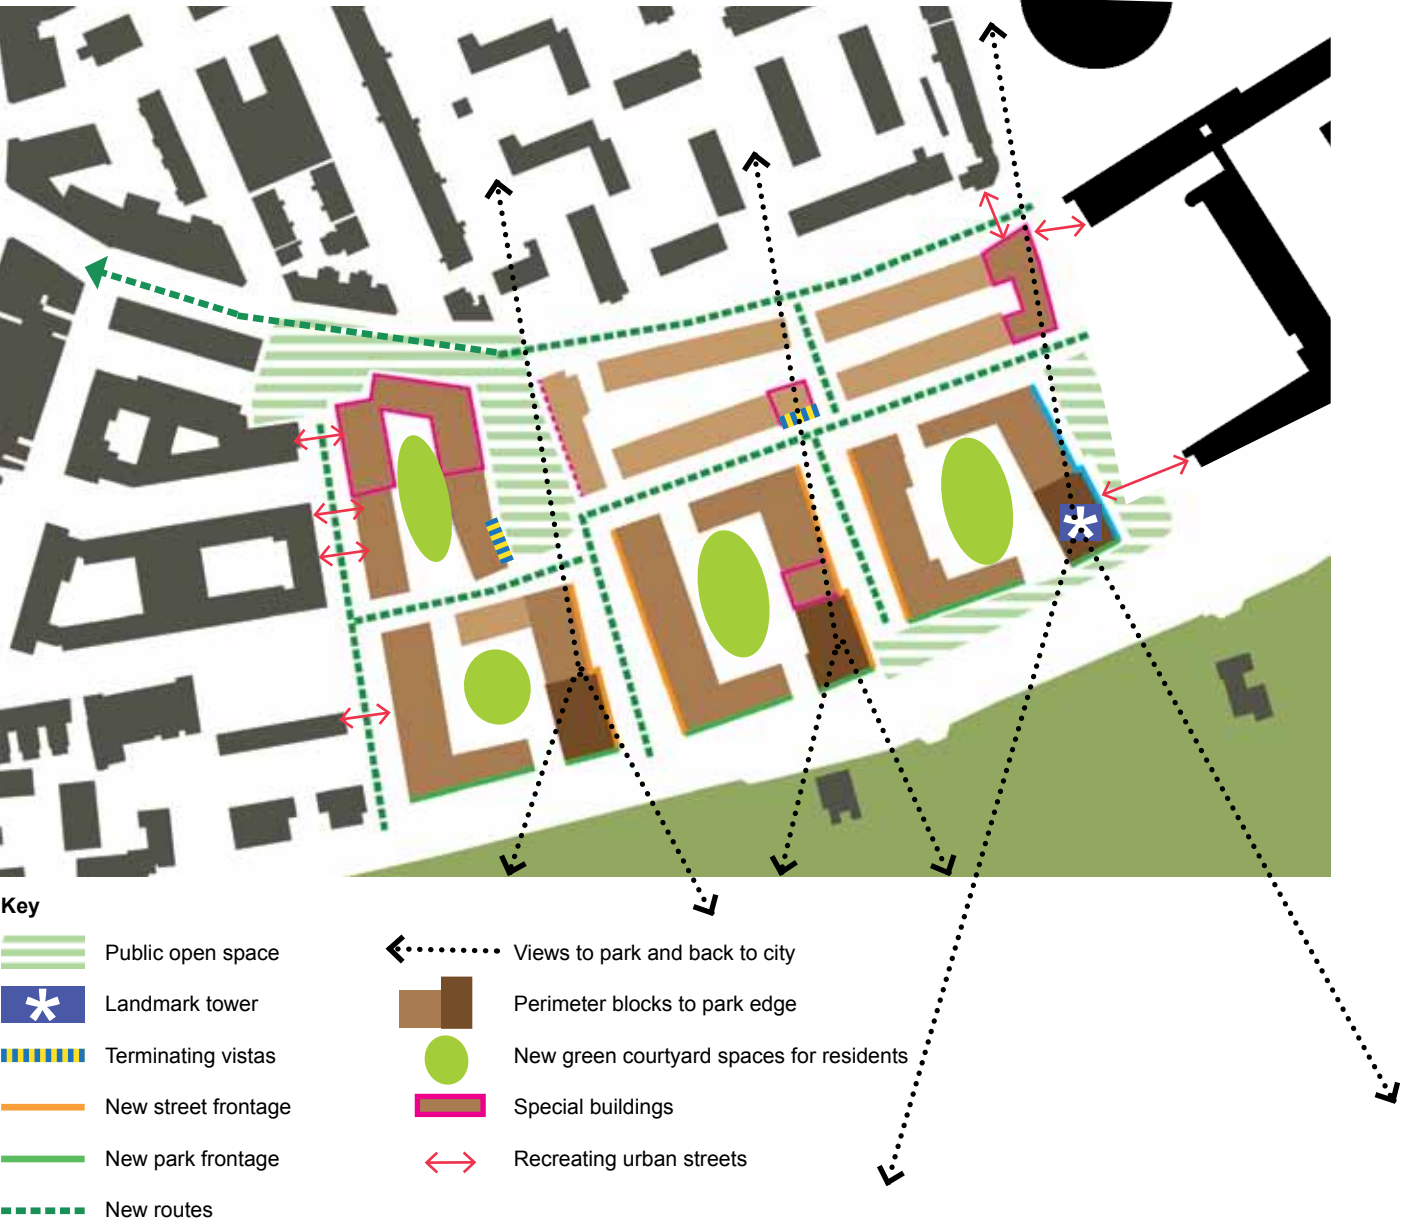 Key
Public open space
Landmark tower
Terminating vistas
New street frontage
New park frontage
New routes
Views to park and back to city
Perimeter blocks to park edge
New green courtyard spaces for residents
Special buildings
Recreating urban streets